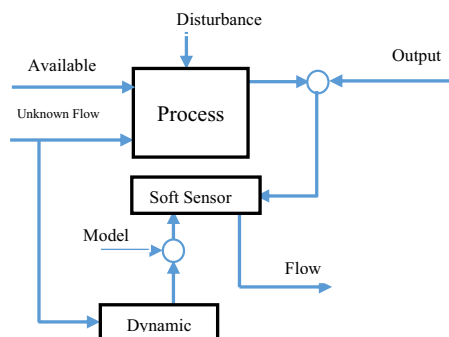 Disturbance
Available
Output
Unknown Flow
Process
Soft Sensor
Model
Flow
Dynamic